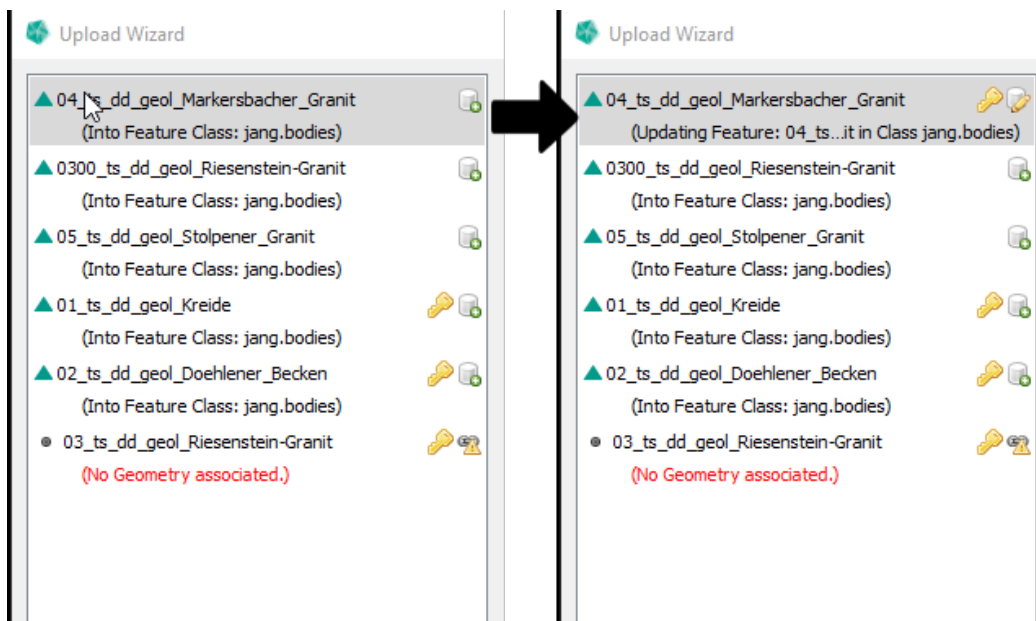 Upload Wizard
04_ts_dd_geol_Markersbacher_Granit
(Into Feature Class: jang.bodies)
0300_ts_dd_geol_Riesenstein-Granit
(Into Feature Class: jang.bodies)
05_ts_dd_geol_Stolpener_Granit
(Into Feature Class: jang.bodies)
01_ts_dd_geol_Kreide
(Into Feature Class: jang.bodies)
02_ts_dd_geol_Doehlener_Becken
(Into Feature Class: jang.bodies)
03_ts_dd_geol_Riesenstein-Granit
(No Geometry associated.)
Upload Wizard
04_ts_dd_geol_Markersbacher_Granit
(Updating Feature: 04_ts...it in Class jang.bodies)
0300_ts_dd_geol_Riesenstein-Granit
(Into Feature Class: jang.bodies)
05_ts_dd_geol_Stolpener_Granit
(Into Feature Class: jang.bodies)
01_ts_dd_geol_Kreide
(Into Feature Class: jang.bodies)
02_ts_dd_geol_Doehlener_Becken
(Into Feature Class: jang.bodies)
03_ts_dd_geol_Riesenstein-Granit
(No Geometry associated.)